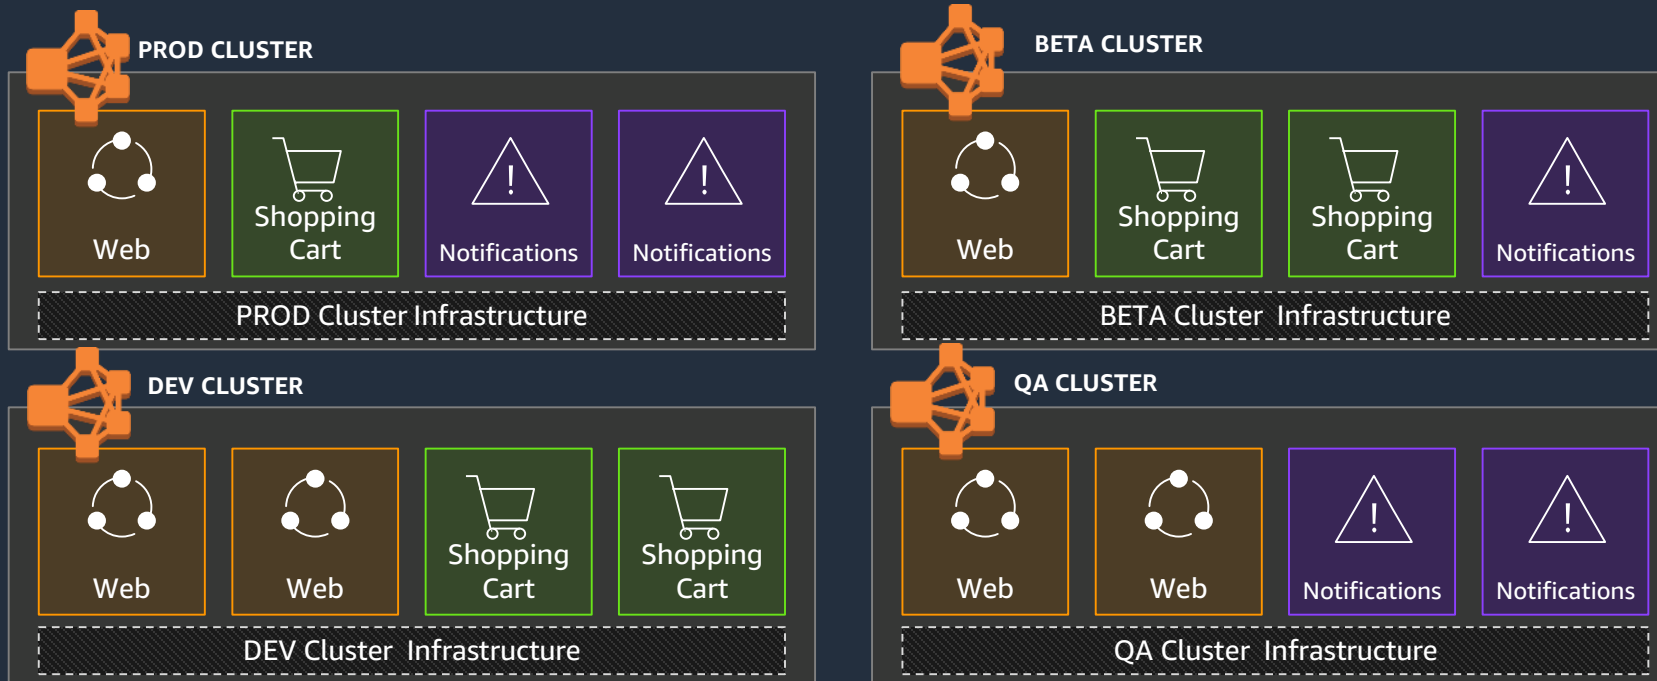 PROD CLUSTER
Web
Shopping
Cart
Notifications
Notifications
PROD Cluster Infrastructure
BETA CLUSTER
Web
Shopping
Cart
Shopping
Cart
Notifications
BETA Cluster Infrastructure
DEV CLUSTER
Web
Web
Shopping
Cart
Shopping
Cart
DEV Cluster Infrastructure
QA CLUSTER
Web
Web
Notifications
Notifications
QA Cluster Infrastructure